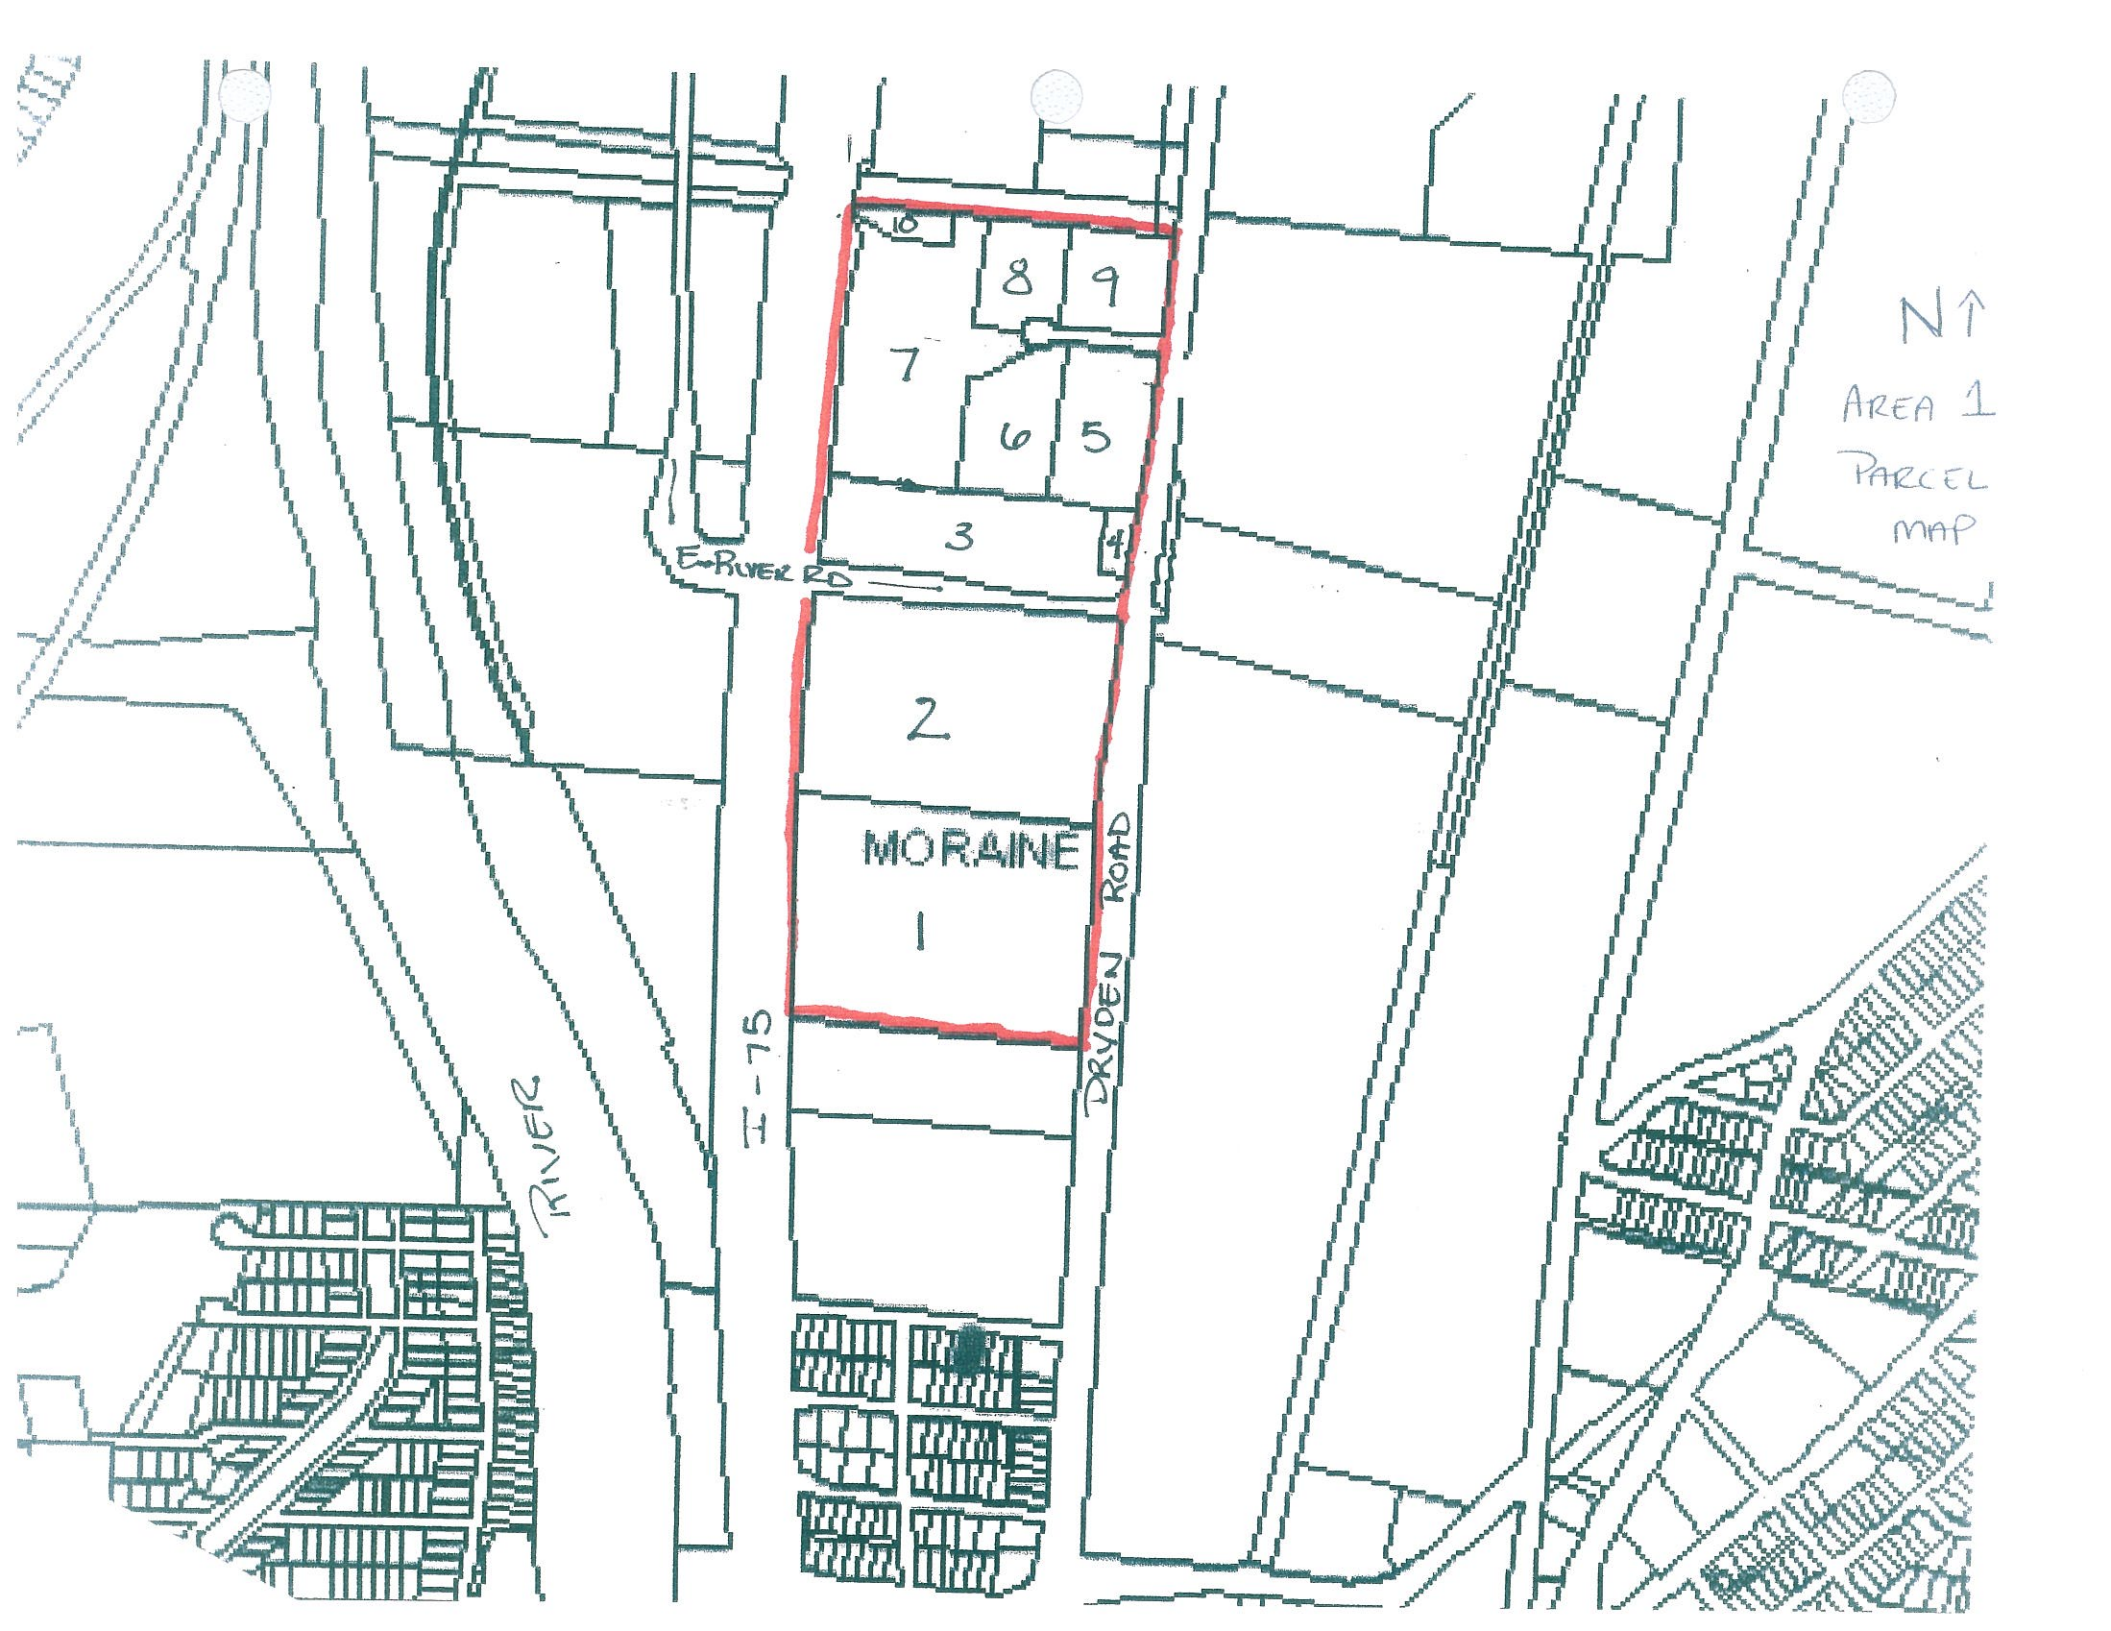 10
8
9
N↑
AREA 1
PARCEL
MAP
7
6
5
3
4
E. RIVER RD
2
MORAINE
1
DRYDEN ROAD
I-75
RIVER